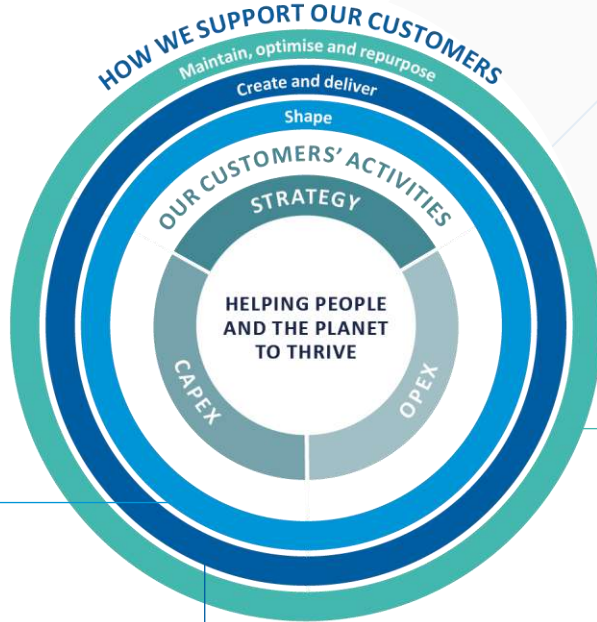 HOW WE SUPPORT OUR CUSTOMERS
Maintain, optimise and repurpose
Create and deliver
Shape
OUR CUSTOMERS’ ACTIVITIES
STRATEGY
HELPING PEOPLE
AND THE PLANET
TO THRIVE
CAPEX
OPEX